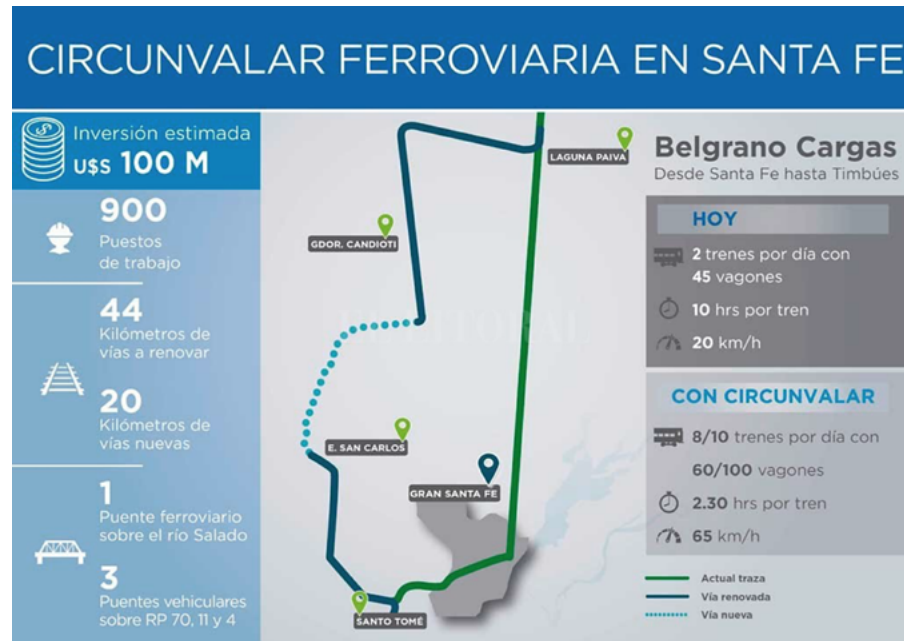 CIRCUNVALAR FERROVIARIA EN SANTA FE
Inversión estimada
U$S 100 M
900
Puestos
de trabajo
44
Kilómetros de
vías a renovar
20
Kilómetros de
vías nuevas
1
Puente ferroviario
sobre el río Salado
3
Puentes vehiculares
sobre RP 70, 11 y 4
LAGUNA PAIVA
GDOR. CANDIOTI
E. SAN CARLOS
GRAN SANTA FE
SANTO TOMÉ
Belgrano Cargas
Desde Santa Fe hasta Timbúes
HOY
2 trenes por día con
45 vagones
10 hrs por tren
20 km/h
CON CIRCUNVALAR
8/10 trenes por día con
60/100 vagones
2.30 hrs por tren
65 km/h
Actual traza
Vía renovada
Vía nueva